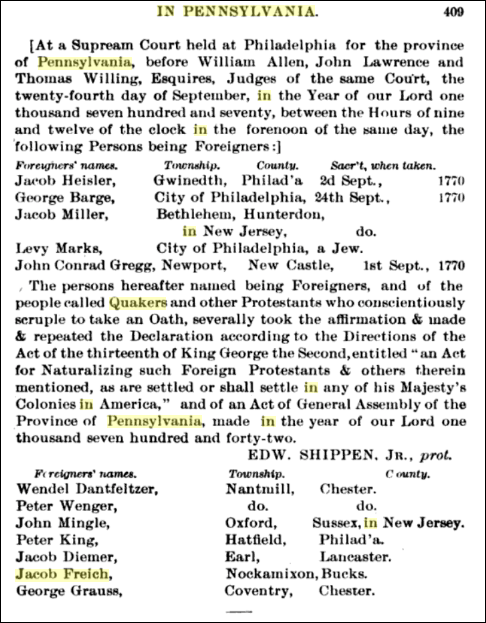 IN PENNSYLVANIA. 409
[At a Supream Court held at Philadelphia for the province
of Pennsylvania, before William Allen, John Lawrence and
Thomas Willing, Esquires, Judges of the same Court, the
twenty-fourth day of September, in the Year of our Lord one
thousand seven hundred and seventy, between the Hours of nine
and twelve of the clock in the forenoon of the same day, the
following Persons being Foreigners:]
Foreigners' names. Township. County. Sacr't, when taken.
Jacob Heisler, Gwinedth, Philad'a 2d Sept., 1770
George Barge, City of Philadelphia, 24th Sept., 1770
Jacob Miller, Bethlehem, Hunterdon,
in New Jersey, do.
Levy Marks, City of Philadelphia, a Jew.
John Conrad Gregg, Newport, New Castle, 1st Sept., 1770
The persons hereafter named being Foreigners, and of the
people called Quakers and other Protestants who conscientiously
scruple to take an Oath, severally took the affirmation & made
& repeated the Declaration according to the Directions of the
Act of the thirteenth of King George the Second, entitled "an Act
for Naturalizing such Foreign Protestants & others therein
mentioned, as are settled or shall settle in any of his Majesty's
Colonies in America," and of an Act of General Assembly of the
Province of Pennsylvania, made in the year of our Lord one
thousand seven hundred and forty-two.
EDW. SHIPPEN, JR., prot.
Foreigners' names. Township. County.
Wendel Dantfeltzer, Nantmill, Chester.
Peter Wenger, do. do.
John Mingle, Oxford, Sussex, in New Jersey.
Peter King, Hatfield, Philad'a.
Jacob Diemer, Earl, Lancaster.
Jacob Freich, Nockamixon, Bucks.
George Grauss, Coventry, Chester.